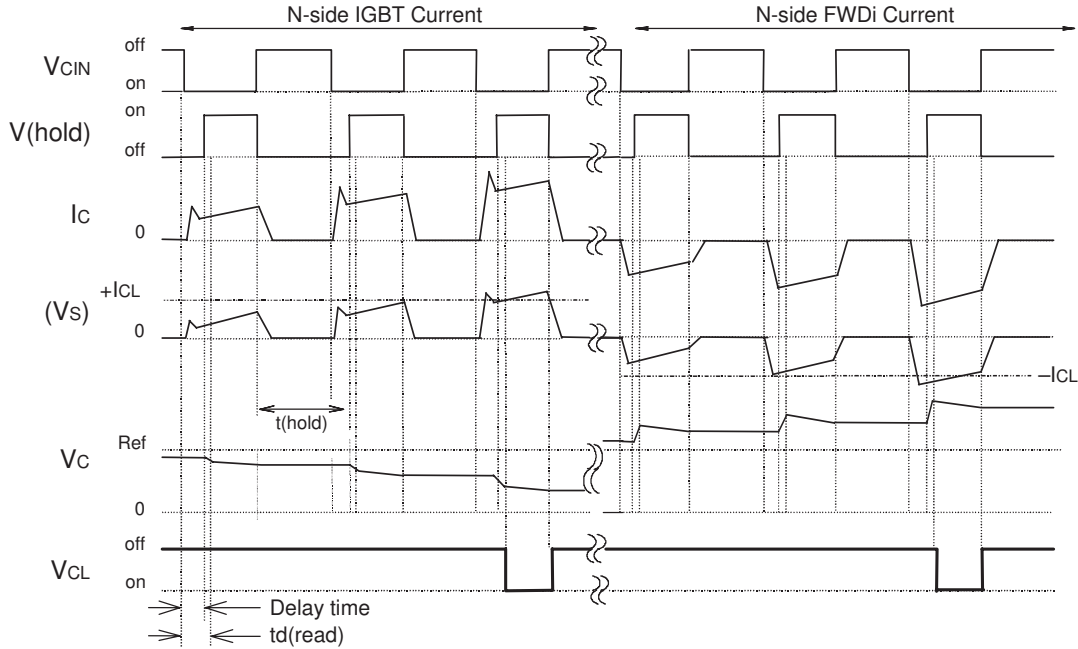 N-side IGBT Current
N-side FWDi Current
VCIN
off
on
V(hold)
on
off
IC
0
+ICL
(VS)
0
–ICL
t(hold)
Ref
VC
0
VCL
off
on
Delay time
td(read)